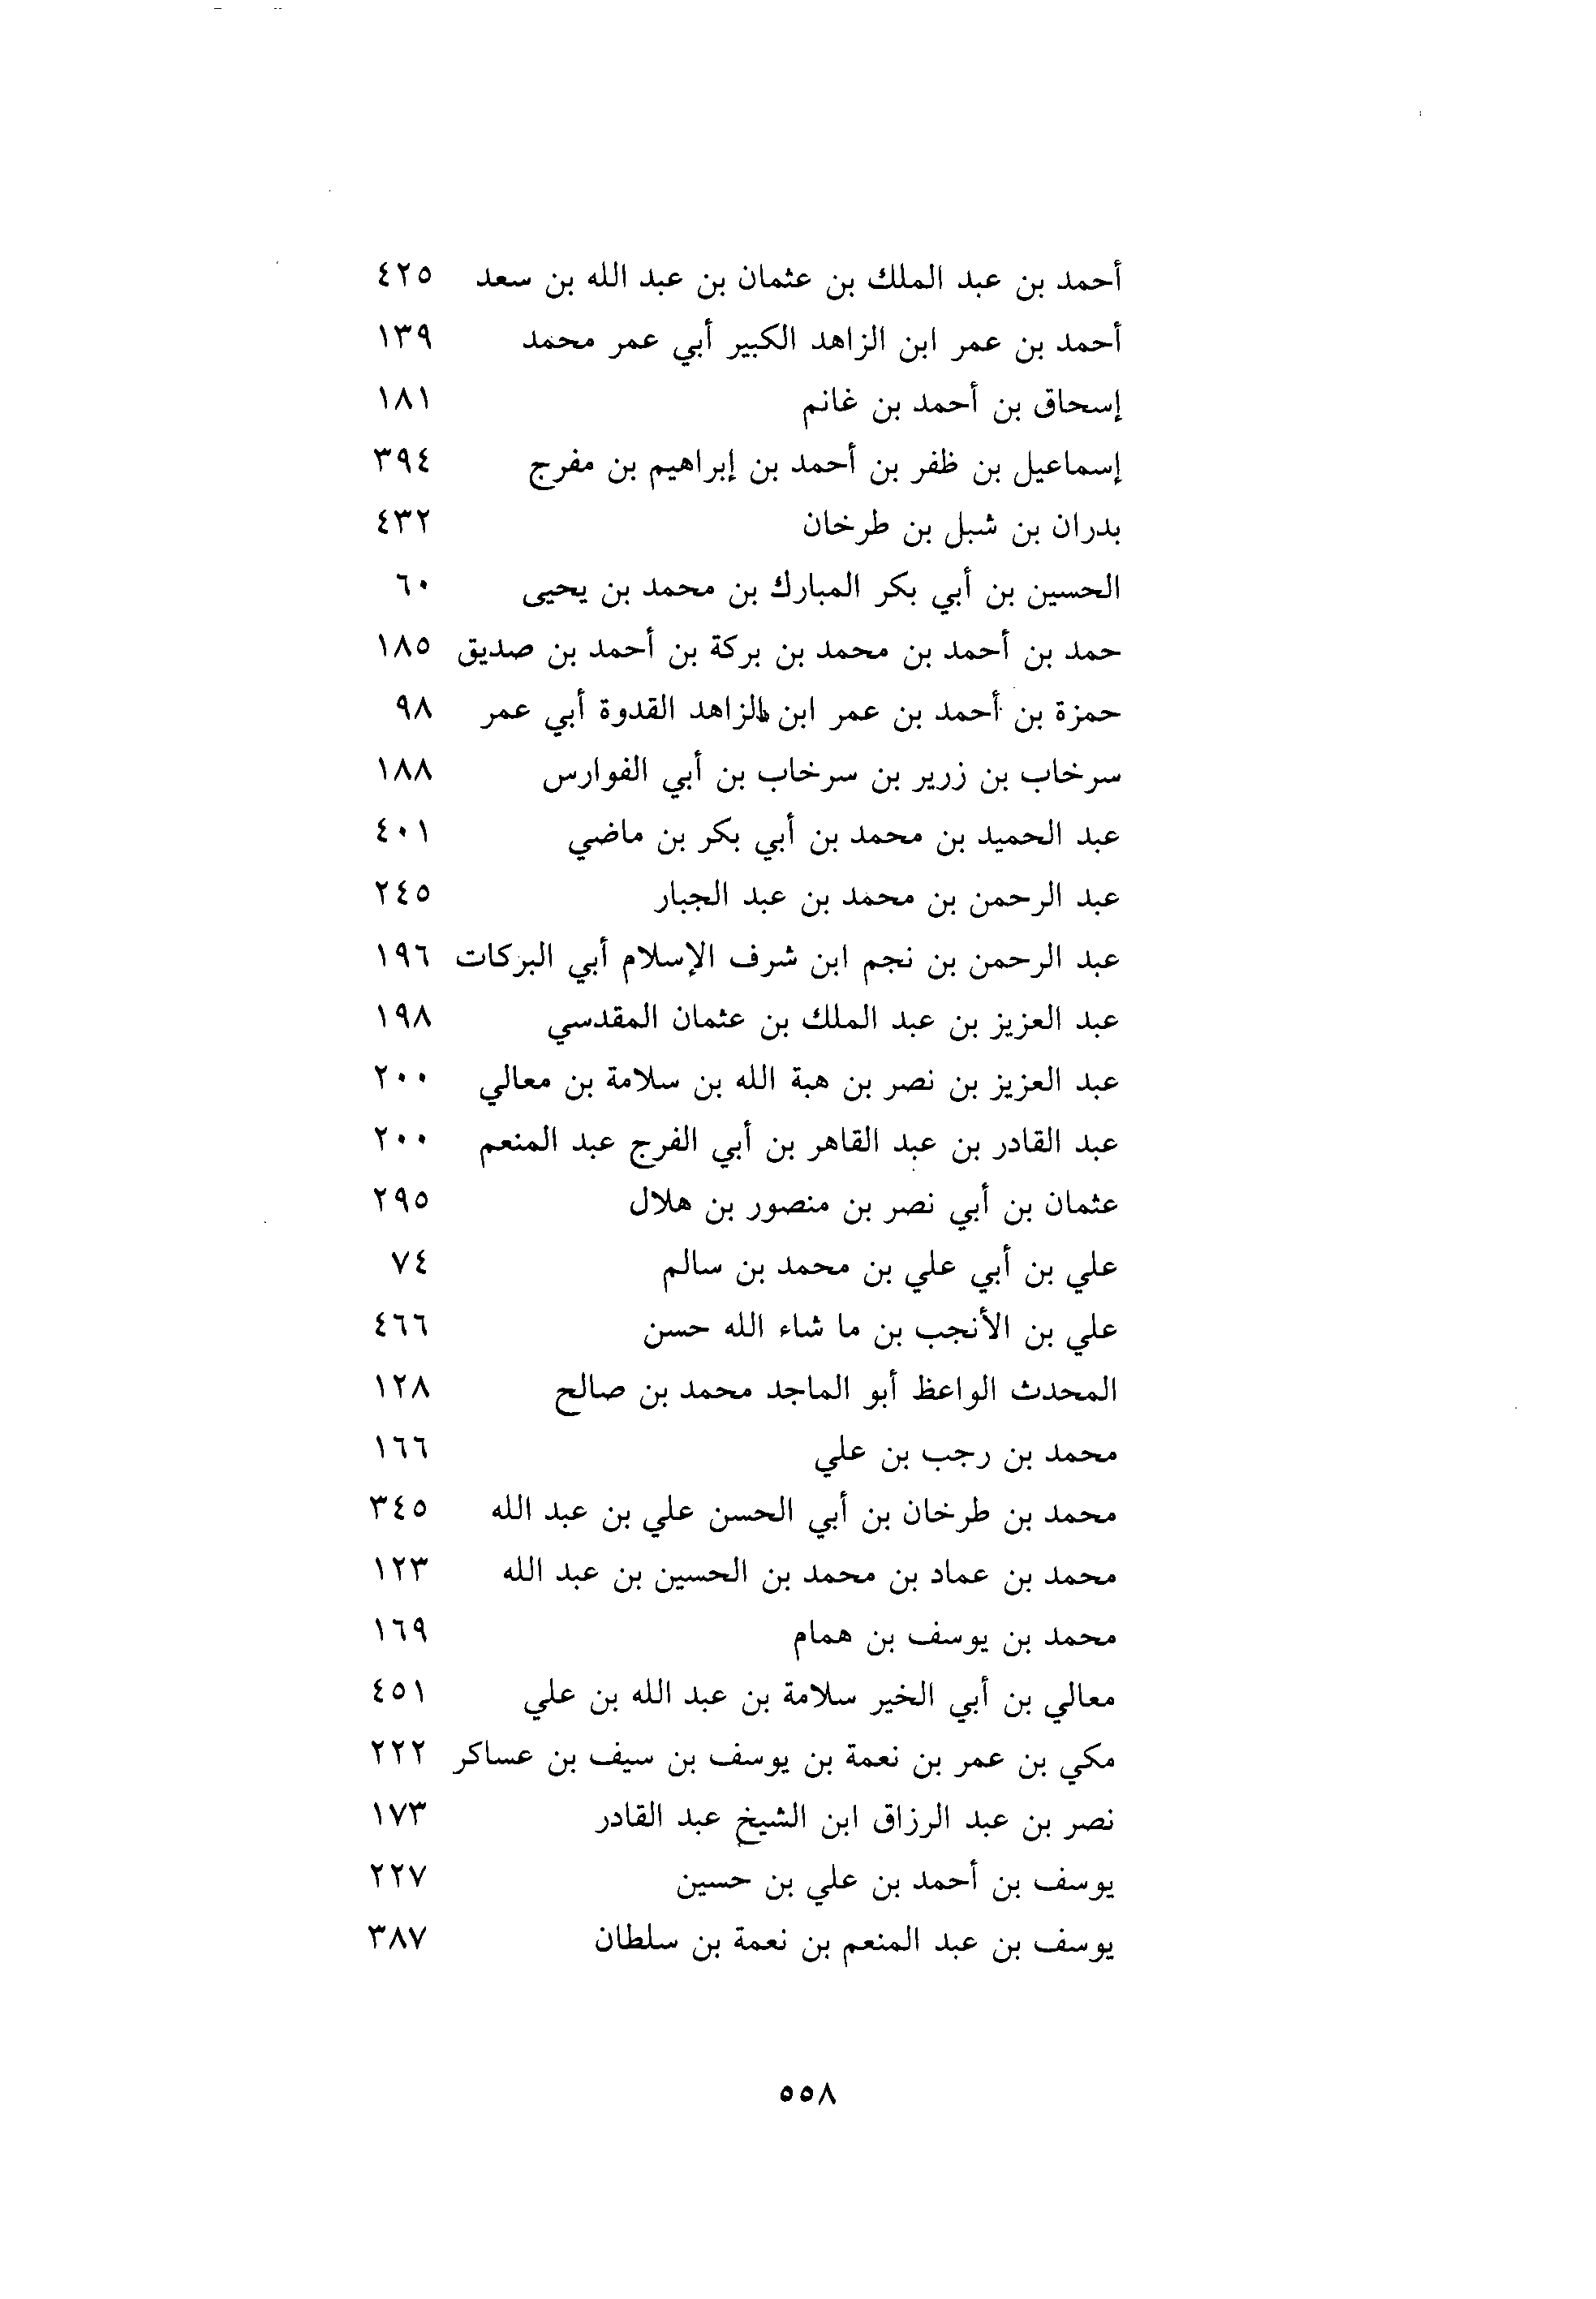 أحمد بن عبد الملك بن عثمان بن عبد الله بن سعد ٤٢٥
أحمد بن عمر ابن الزاهد الكبير أبي عمر محمد ١٣٩
إسحاق بن أحمد بن غانم ١٨١
إسماعيل بن ظفر بن أحمد بن إبراهيم بن مفرج ٣٩٤
بدران بن شبل بن طرخان ٤٣٢
الحسين بن أبي بكر المبارك بن محمد بن يحيى ٦٠
حمد بن أحمد بن محمد بن بركة بن أحمد بن صديق ١٨٥
حمزة بن أحمد بن عمر ابن الزاهد القدوة أبي عمر ٩٨
سرخاب بن زرير بن سرخاب بن أبي الفوارس ١٨٨
عبد الحميد بن محمد بن أبي بكر بن ماضي ٤٠١
عبد الرحمن بن محمد بن عبد الجبار ٢٤٥
عبد الرحمن بن نجم ابن شرف الإسلام أبي البركات ١٩٦
عبد العزيز بن عبد الملك بن عثمان المقدسي ١٩٨
عبد العزيز بن نصر بن هبة الله بن سلامة بن معالي ٢٠٠
عبد القادر بن عبد القاهر بن أبي الفرج عبد المنعم ٢٠٠
عثمان بن أبي نصر بن منصور بن هلال ٢٩٥
علي بن أبي علي بن محمد بن سالم ٧٤
علي بن الأنجب بن ما شاء الله حسن ٤٦٦
المحدث الواعظ أبو الماجد محمد بن صالح ١٢٨
محمد بن رجب بن علي ١٦٦
محمد بن طرخان بن أبي الحسن علي بن عبد الله ٣٤٥
محمد بن عماد بن محمد بن الحسين بن عبد الله ١٢٣
محمد بن يوسف بن همام ١٦٩
معالي بن أبي الخير سلامة بن عبد الله بن علي ٤٥١
مكي بن عمر بن نعمة بن يوسف بن سيف بن عساكر ٢٢٢
نصر بن عبد الرزاق ابن الشيخ عبد القادر ١٧٣
يوسف بن أحمد بن علي بن حسين ٢٢٧
يوسف بن عبد المنعم بن نعمة بن سلطان ٣٨٧
٥٥٨